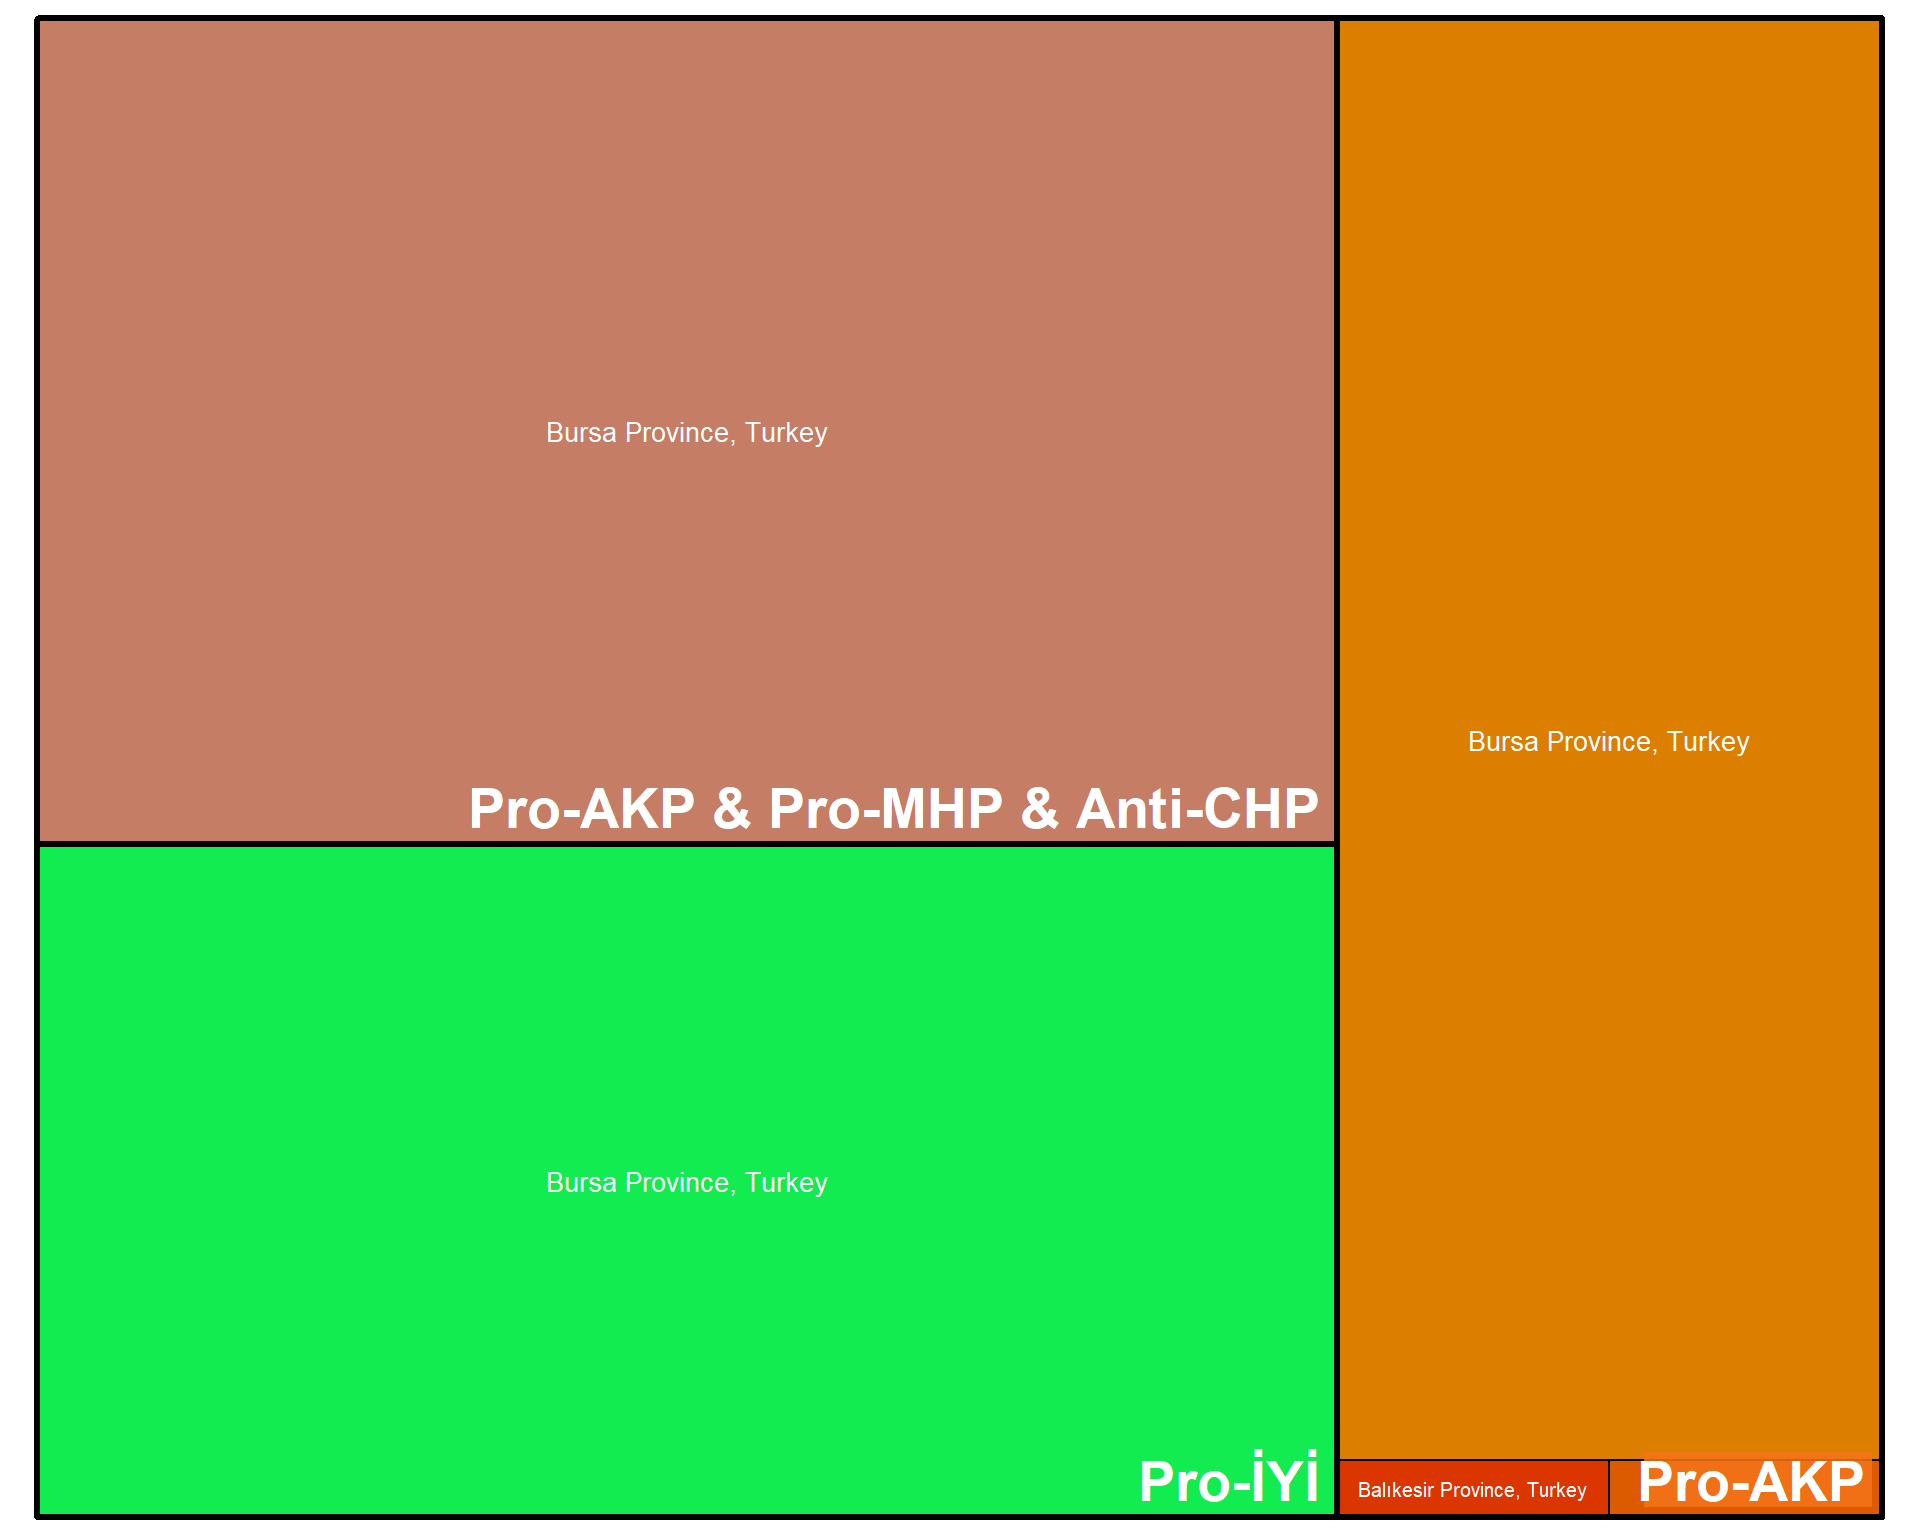 Bursa Province, Turkey
Pro-AKP & Pro-MHP & Anti-CHP
Bursa Province, Turkey
Pro-İYİ
Bursa Province, Turkey
Balıkesir Province, Turkey
Pro-AKP